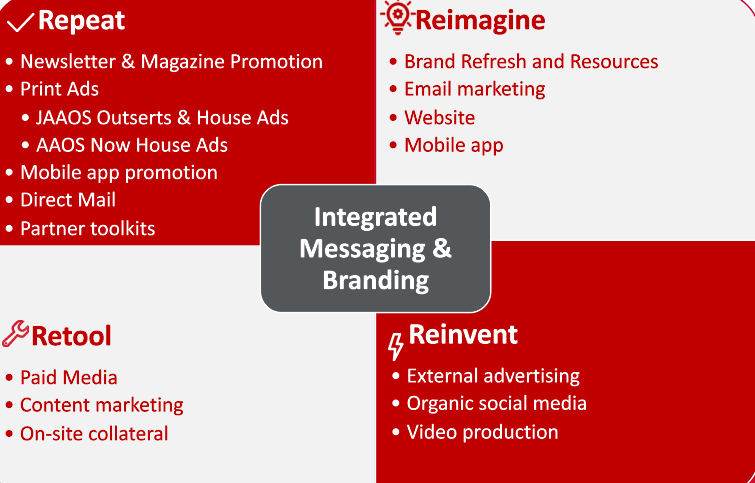 Repeat
• Newsletter & Magazine Promotion
• Print Ads
• JAAOS Outserts & House Ads
• AAOS Now House Ads
• Mobile app promotion
• Direct Mail
• Partner toolkits
Reimagine
• Brand Refresh and Resources
• Email marketing
• Website
• Mobile app
Integrated
Messaging &
Branding
Retool
• Paid Media
• Content marketing
• On-site collateral
Reinvent
• External advertising
• Organic social media
• Video production